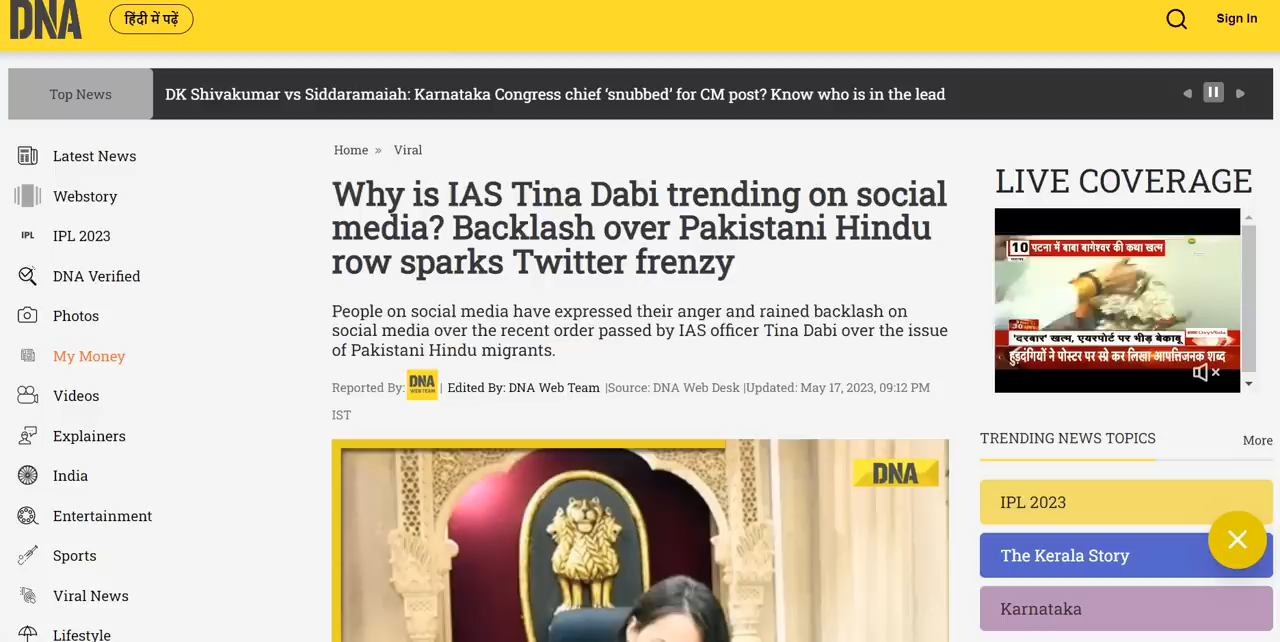 DNA
हिंदी में पढ़ें
Sign In
Top News
DK Shivakumar vs Siddaramaiah: Karnataka Congress chief ‘snubbed’ for CM post? Know who is in the lead
Latest News
Webstory
IPL IPL 2023
DNA Verified
Photos
My Money
Videos
Explainers
India
Entertainment
Sports
Viral News
Lifestyle
Home » Viral
Why is IAS Tina Dabi trending on social
media? Backlash over Pakistani Hindu
row sparks Twitter frenzy
People on social media have expressed their anger and rained backlash on
social media over the recent order passed by IAS officer Tina Dabi over the issue
of Pakistani Hindu migrants.
Reported By: DNA WEB TEAM | Edited By: DNA Web Team |Source: DNA Web Desk |Updated: May 17, 2023, 09:12 PM
IST
DNA
LIVE COVERAGE
10 पटना में बाबा बागेश्वर की कथा खत्म
'दरबार' खत्म, एयरपोर्ट पर भीड़ बेकाबू
हुड़दंगियों ने पोस्टर पर स्प्रे कर लिखा आपत्तिजनक शब्द
TRENDING NEWS TOPICS
More
IPL 2023
The Kerala Story
Karnataka